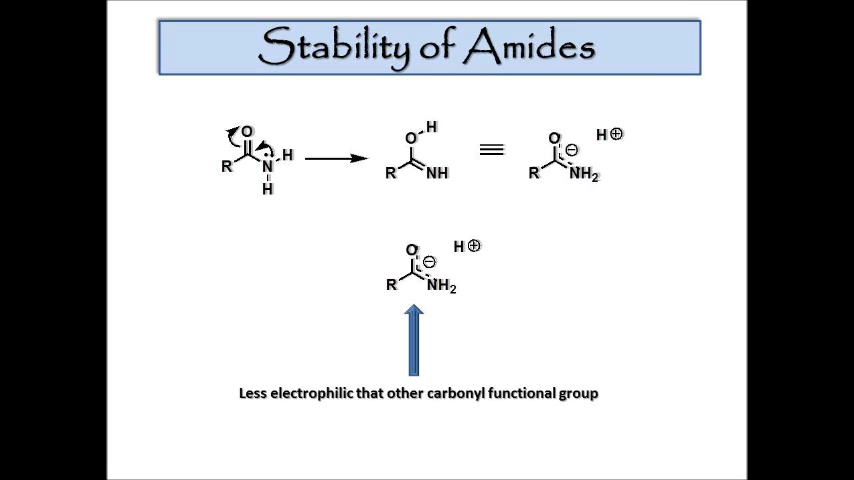 Stability of Amides
O
R N H
H
O H
R NH
≡
O ⊖ H ⊕
R NH₂
O ⊖ H ⊕
R NH₂
Less electrophilic that other carbonyl functional group